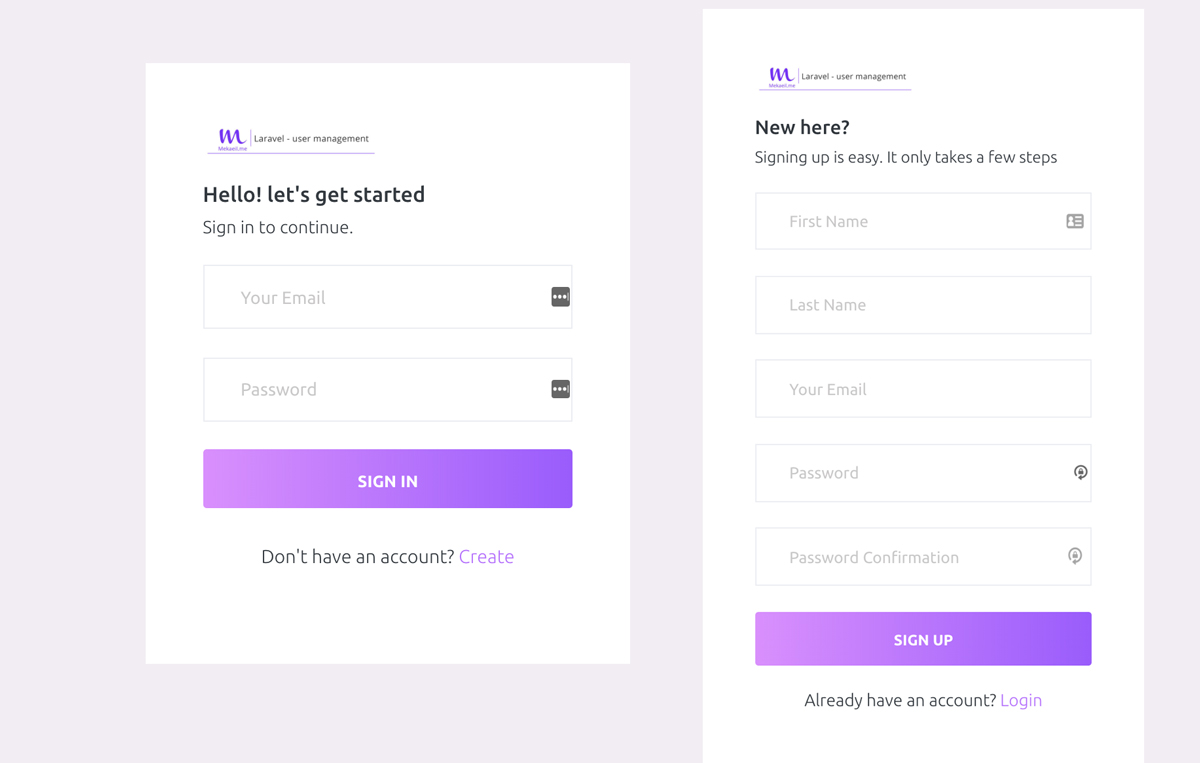 m
Mekaeil.me
Laravel - user management
Hello! let's get started
Sign in to continue.
Your Email
Password
SIGN IN
Don't have an account? Create
m
Mekaeil.me
Laravel - user management
New here?
Signing up is easy. It only takes a few steps
First Name
Last Name
Your Email
Password
Password Confirmation
SIGN UP
Already have an account? Login